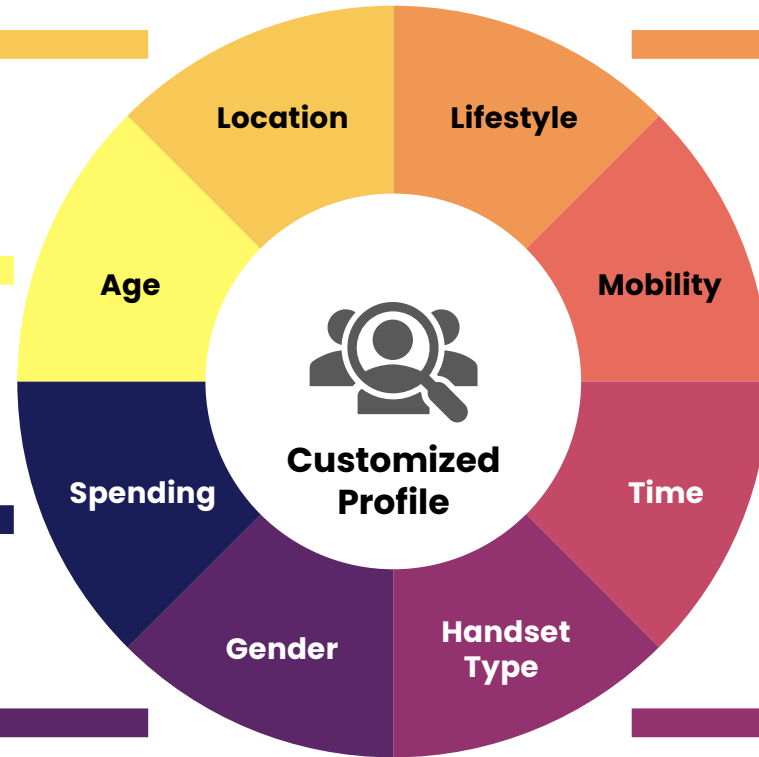 Location
Lifestyle
Age
Mobility
Customized
Profile
Spending
Time
Gender
Handset
Type